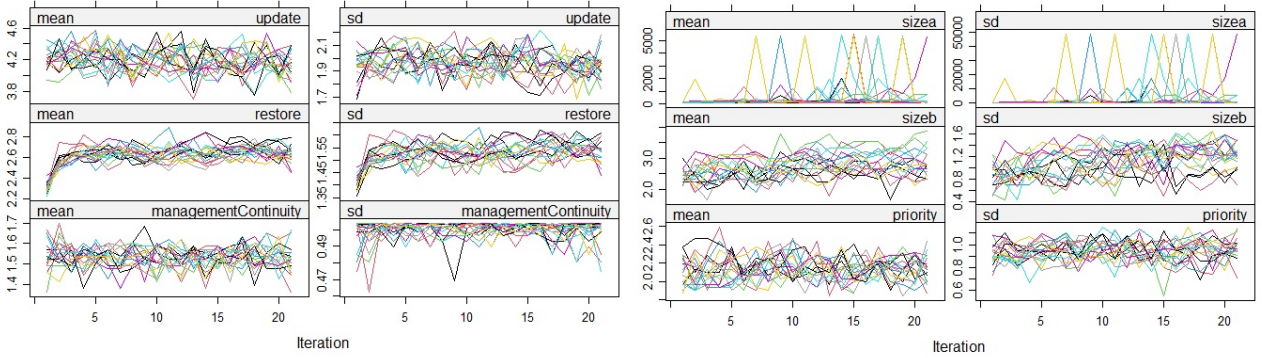 mean update sd update
4.6
4.2
3.8
2.1
1.9
1.7
mean restore sd restore
2.2 2.4 2.6 2.8
1.35 1.45 1.55
mean managementContinuity sd managementContinuity
1.4 1.5 1.6 1.7
0.47 0.49
5 10 15 20 5 10 15 20
Iteration
mean sizea sd sizea
5000
2000
0
5000
2000
0
mean sizeb sd sizeb
3.0
2.0
0.4 0.8 1.2 1.6
mean priority sd priority
2.0 2.2 2.4 2.6
0.6 0.8 1.0
5 10 15 20 5 10 15 20
Iteration